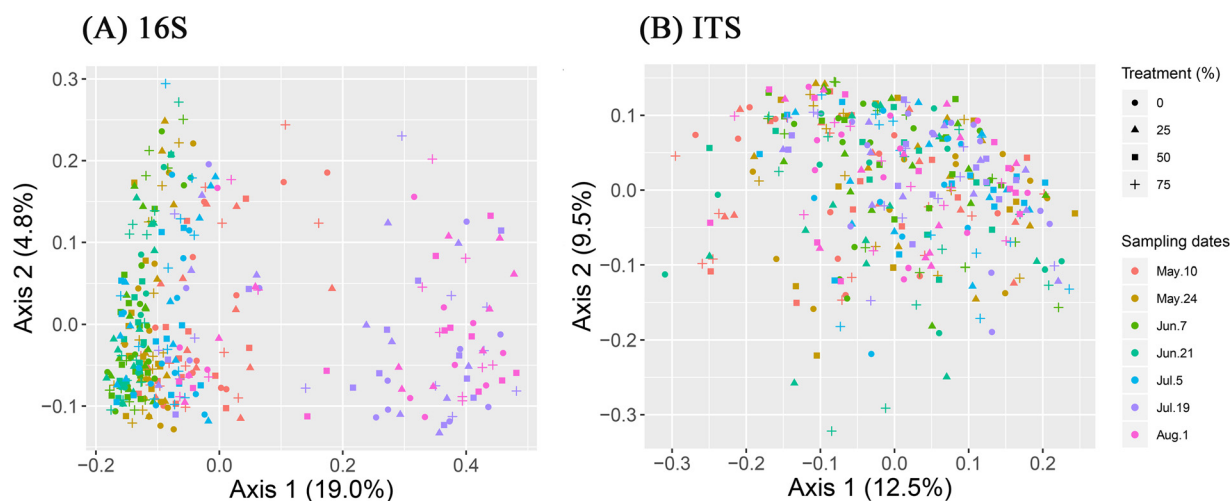 (A) 16S
0.3
0.2
0.1
0.0
−0.1
−0.2
0.0
0.2
0.4
Axis 2 (4.8%)
Axis 1 (19.0%)
(B) ITS
0.1
0.0
−0.1
−0.2
−0.3
−0.3
−0.2
−0.1
0.0
0.1
0.2
Axis 2 (9.5%)
Axis 1 (12.5%)
Treatment (%)
0
25
50
75
Sampling dates
May.10
May.24
Jun.7
Jun.21
Jul.5
Jul.19
Aug.1